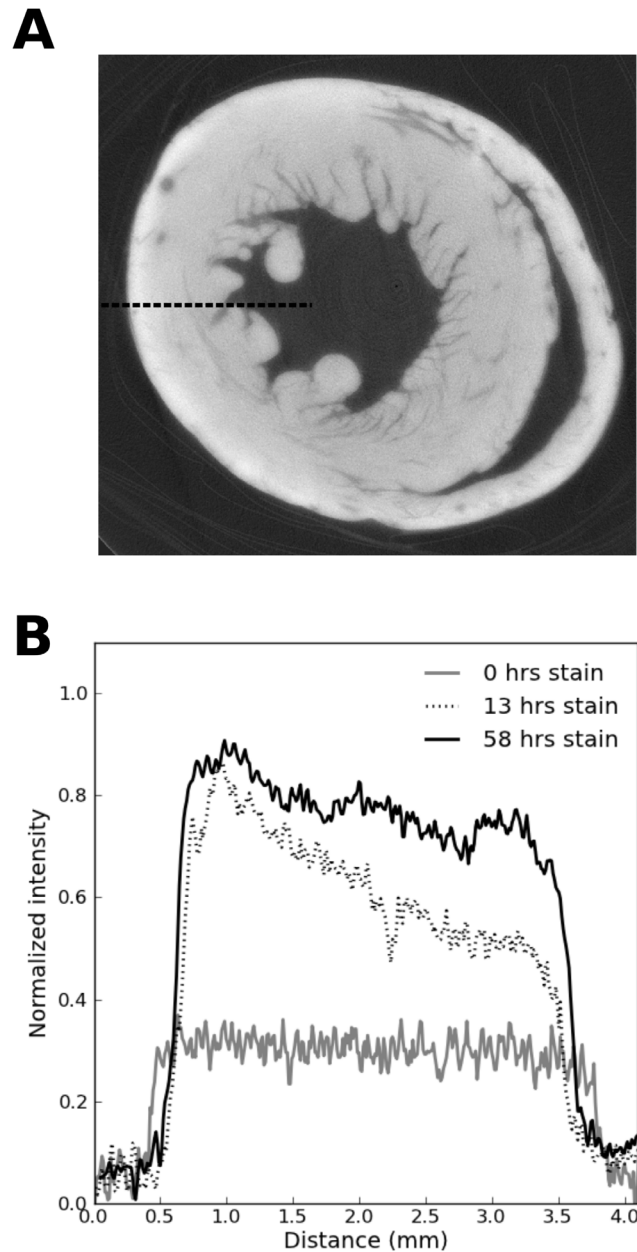 A
B
0 hrs stain
13 hrs stain
58 hrs stain
Normalized intensity
1.0
0.8
0.6
0.4
0.2
0.0
0.0 0.5 1.0 1.5 2.0 2.5 3.0 3.5 4.0
Distance (mm)